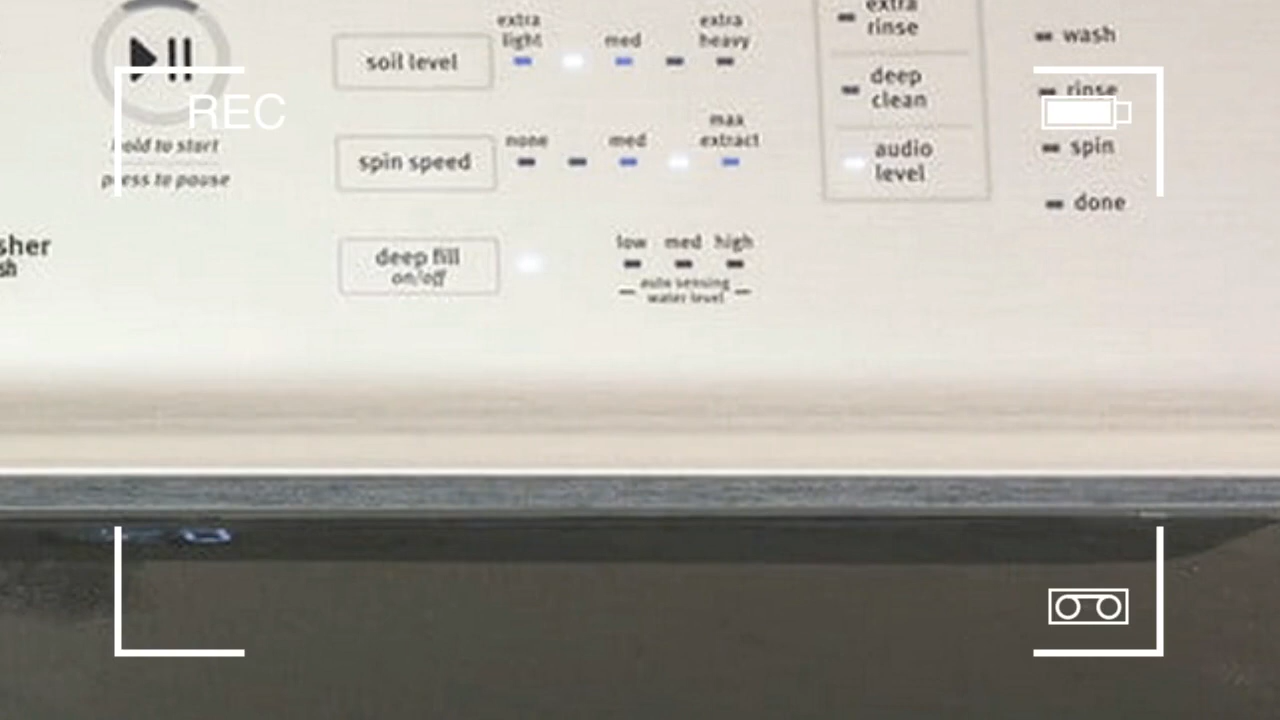 REC
hold to start
press to pause
sher
sh
soil level
extra
light
med
extra
heavy
spin speed
none
med
max
extract
deep fill
on/off
low med high
auto sensing
water level
extra
rinse
deep
clean
audio
level
wash
rinse
spin
done